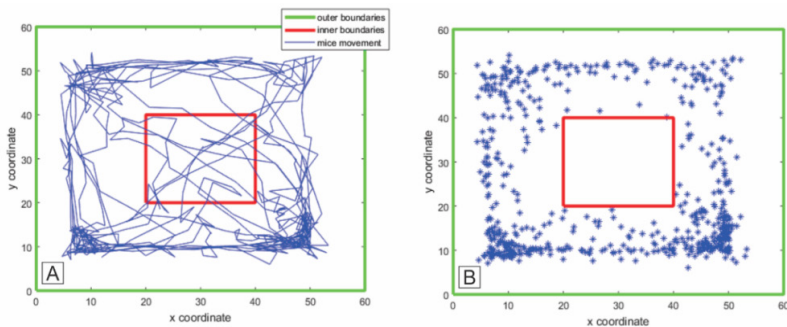 outer boundaries
inner boundaries
mice movement
60
50
40
30
20
10
0
y coordinate
A
0 10 20 30 40 50 60
x coordinate
60
50
40
30
20
10
0
y coordinate
B
0 10 20 30 40 50 60
x coordinate